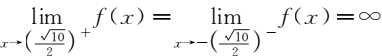 lim_{x→(√10/2)^+} f(x) = lim_{x→−(√10/2)^−} f(x) = ∞